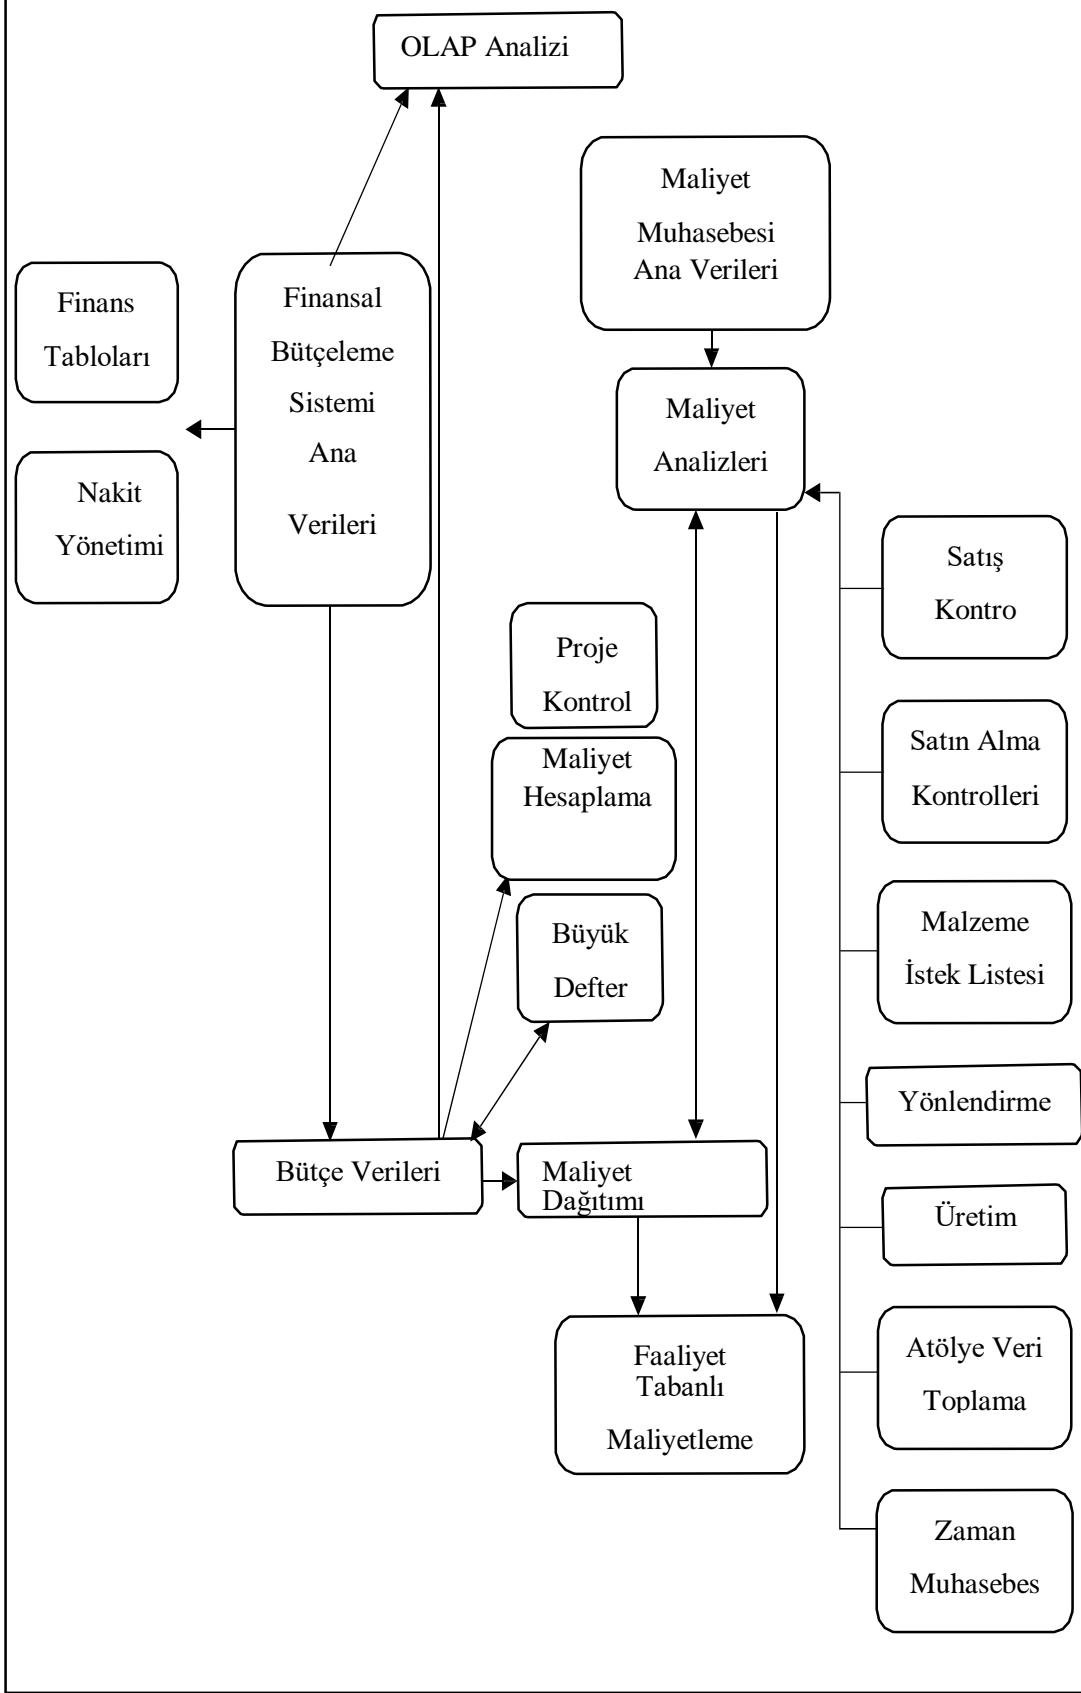 OLAP Analizi
Maliyet
Muhasebesi
Ana Verileri
Finans
Tabloları
Finansal
Bütçeleme
Sistemi
Ana
Verileri
Maliyet
Analizleri
Nakit
Yönetimi
Satış
Kontro
Proje
Kontrol
Satın Alma
Kontrolleri
Maliyet
Hesaplama
Malzeme
İstek Listesi
Büyük
Defter
Yönlendirme
Bütçe Verileri
Maliyet
Dağıtımı
Üretim
Faaliyet
Tabanlı
Maliyetleme
Atölye Veri
Toplama
Zaman
Muhasebes